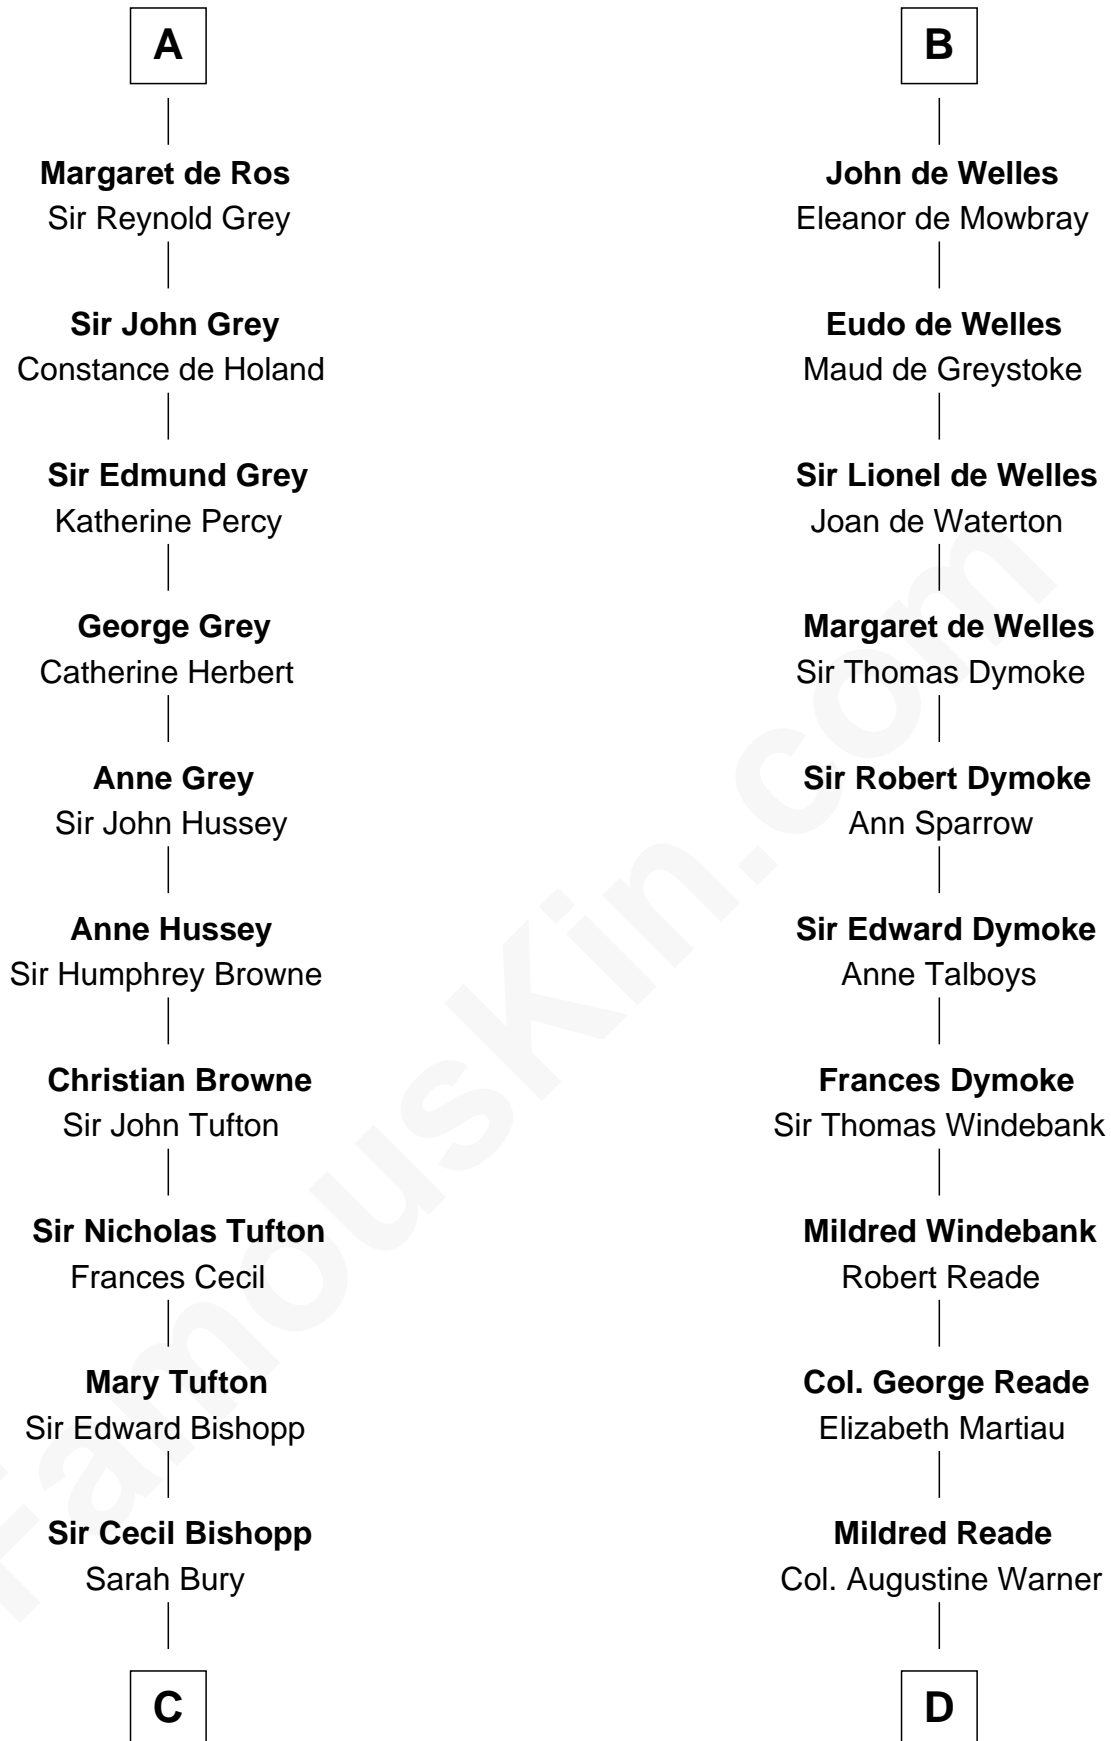 A
Margaret de Ros
Sir Reynold Grey
Sir John Grey
Constance de Holand
Sir Edmund Grey
Katherine Percy
George Grey
Catherine Herbert
Anne Grey
Sir John Hussey
Anne Hussey
Sir Humphrey Browne
Christian Browne
Sir John Tufton
Sir Nicholas Tufton
Frances Cecil
Mary Tufton
Sir Edward Bishopp
Sir Cecil Bishopp
Sarah Bury
C
B
John de Welles
Eleanor de Mowbray
Eudo de Welles
Maud de Greystoke
Sir Lionel de Welles
Joan de Waterton
Margaret de Welles
Sir Thomas Dymoke
Sir Robert Dymoke
Ann Sparrow
Sir Edward Dymoke
Anne Talboys
Frances Dymoke
Sir Thomas Windebank
Mildred Windebank
Robert Reade
Col. George Reade
Elizabeth Martiau
Mildred Reade
Col. Augustine Warner
D
FamousKin.com